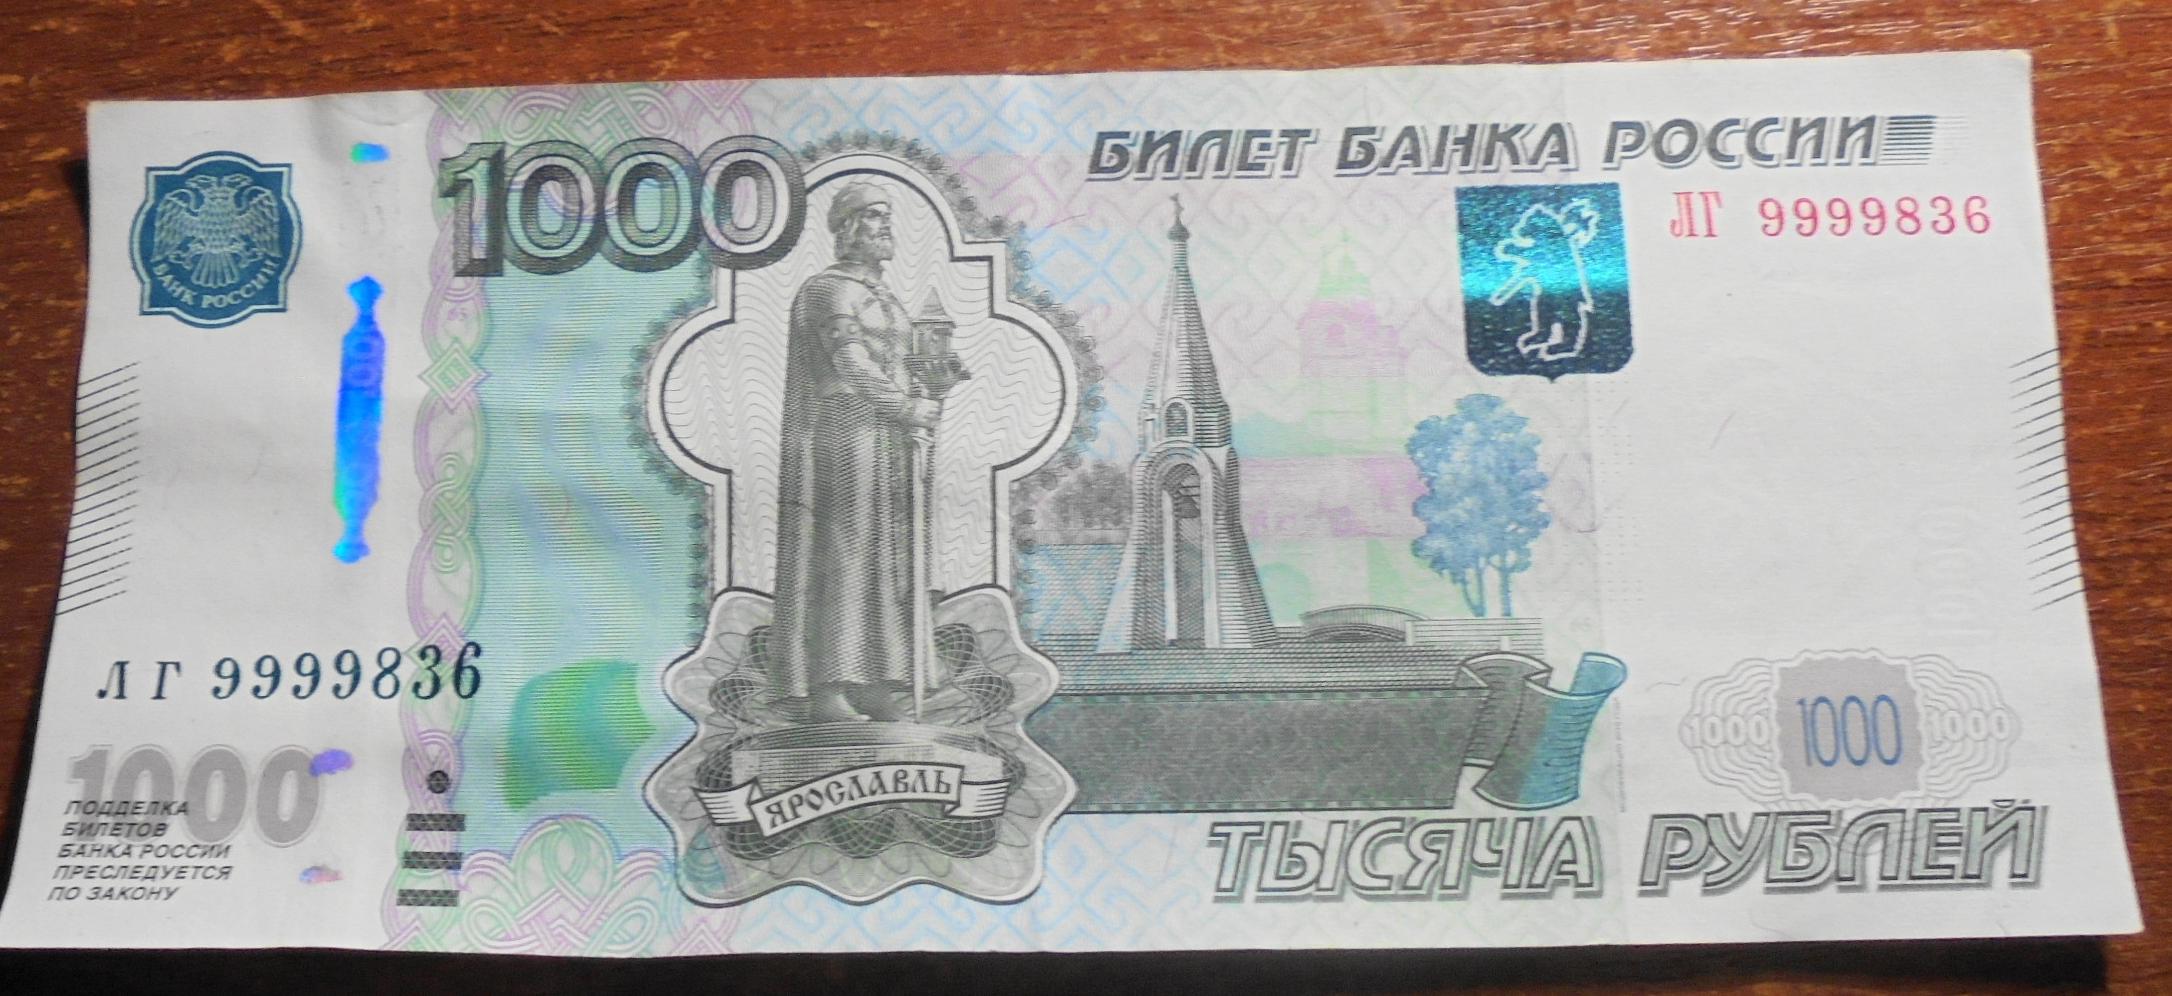 БИЛЕТ БАНКА РОССИИ
1000
БАНК РОССИИ
ЛГ 9999836
ЛГ 9999836
1000
ПОДДЕЛКА
БИЛЕТОВ
БАНКА РОССИИ
ПРЕСЛЕДУЕТСЯ
ПО ЗАКОНУ
ЯРОСЛАВЛЬ
1000 1000 1000
ТЫСЯЧА РУБЛЕЙ